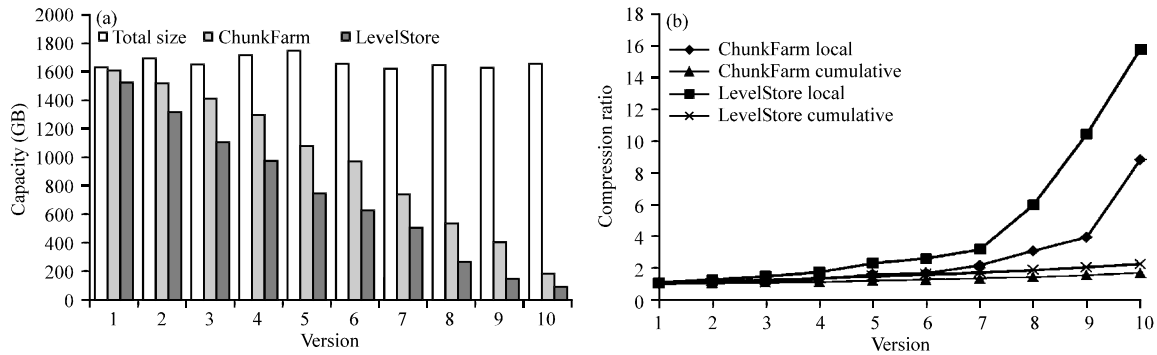 (a)
Total size ChunkFarm LevelStore
2000
1800
1600
1400
1200
1000
800
600
400
200
0
Capacity (GB)
1 2 3 4 5 6 7 8 9 10
Version
(b)
ChunkFarm local
ChunkFarm cumulative
LevelStore local
LevelStore cumulative
18
16
14
12
10
8
6
4
2
0
Compression ratio
1 2 3 4 5 6 7 8 9 10
Version